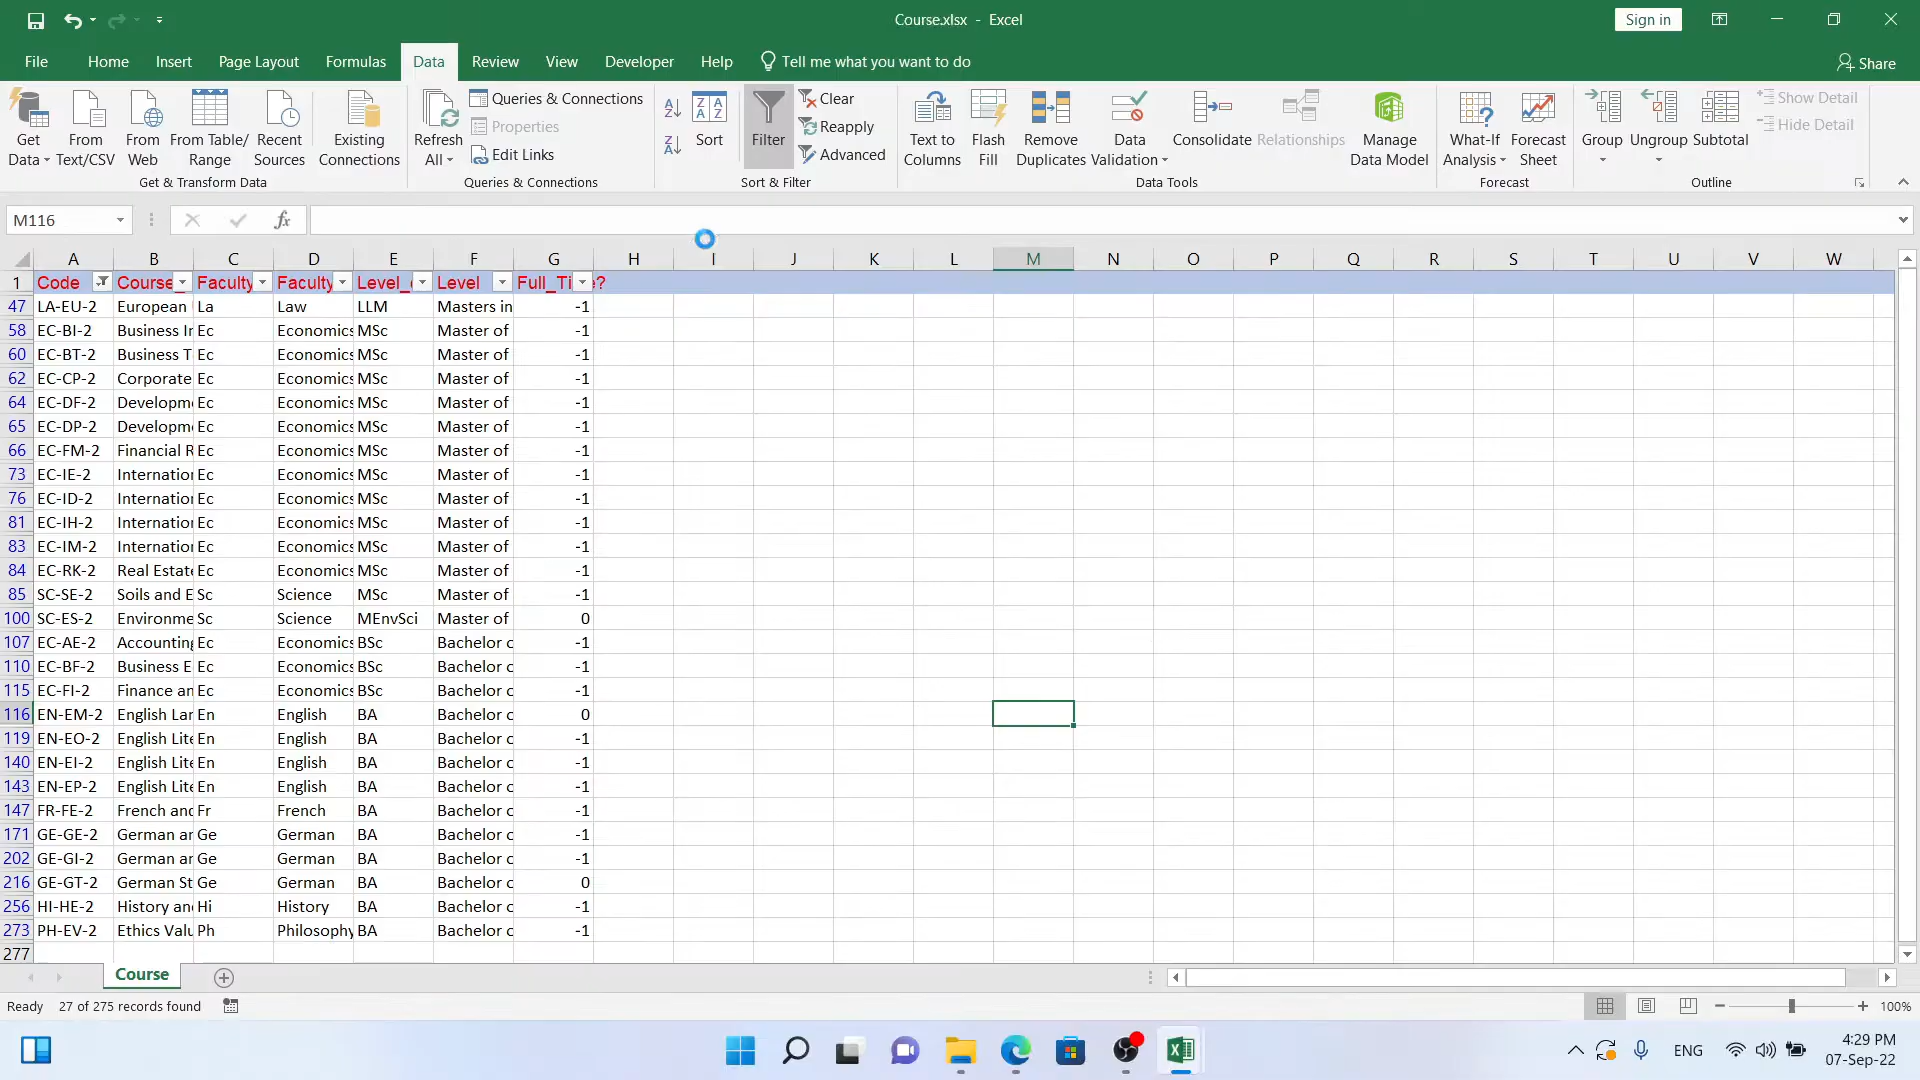 Course.xlsx - Excel
Sign in
File Home Insert Page Layout Formulas Data Review View Developer Help Tell me what you want to do Share
Get Data
From Text/CSV
From Web
From Table/ Range
Recent Sources
Existing Connections
Get & Transform Data
Refresh All
Queries & Connections
Properties
Edit Links
Queries & Connections
Sort
Filter
Clear
Reapply
Advanced
Sort & Filter
Text to Columns
Flash Fill
Remove Duplicates
Data Validation
Consolidate
Relationships
Manage Data Model
Data Tools
What-If Analysis
Forecast Sheet
Forecast
Group
Ungroup
Subtotal
Show Detail
Hide Detail
Outline
M116
fx
A B C D E F G H I J K L M N O P Q R S T U V W
1 Code Course_ Faculty Faculty Level_ Level Full_Ti e?
47 LA-EU-2 European La Law LLM Masters in -1
58 EC-BI-2 Business In Ec Economics MSc Master of -1
60 EC-BT-2 Business T Ec Economics MSc Master of -1
62 EC-CP-2 Corporate Ec Economics MSc Master of -1
64 EC-DF-2 Developme Ec Economics MSc Master of -1
65 EC-DP-2 Developme Ec Economics MSc Master of -1
66 EC-FM-2 Financial R Ec Economics MSc Master of -1
73 EC-IE-2 Internation Ec Economics MSc Master of -1
76 EC-ID-2 Internation Ec Economics MSc Master of -1
81 EC-IH-2 Internation Ec Economics MSc Master of -1
83 EC-IM-2 Internation Ec Economics MSc Master of -1
84 EC-RK-2 Real Estate Ec Economics MSc Master of -1
85 SC-SE-2 Soils and E Sc Science MSc Master of -1
100 SC-ES-2 Environme Sc Science MEnvSci Master of 0
107 EC-AE-2 Accounting Ec Economics BSc Bachelor o -1
110 EC-BF-2 Business E Ec Economics BSc Bachelor o -1
115 EC-FI-2 Finance an Ec Economics BSc Bachelor o -1
116 EN-EM-2 English Lan En English BA Bachelor o 0
119 EN-EO-2 English Lite En English BA Bachelor o -1
140 EN-EI-2 English Lite En English BA Bachelor o -1
143 EN-EP-2 English Lite En English BA Bachelor o -1
147 FR-FE-2 French and Fr French BA Bachelor o -1
171 GE-GE-2 German an Ge German BA Bachelor o -1
202 GE-GI-2 German an Ge German BA Bachelor o -1
216 GE-GT-2 German St Ge German BA Bachelor o 0
256 HI-HE-2 History and Hi History BA Bachelor o -1
273 PH-EV-2 Ethics Valu Ph Philosophy BA Bachelor o -1
277
Course
Ready 27 of 275 records found 100%
ENG
4:29 PM
07-Sep-22